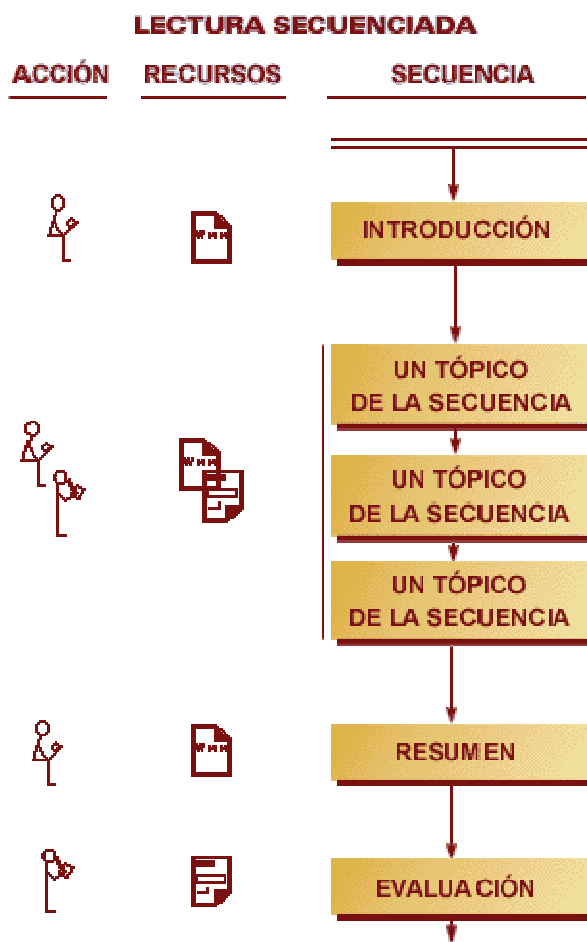 LECTURA SECUENCIADA
ACCIÓN RECURSOS SECUENCIA
INTRODUCCIÓN
UN TÓPICO
DE LA SECUENCIA
UN TÓPICO
DE LA SECUENCIA
UN TÓPICO
DE LA SECUENCIA
RESUMEN
EVALUACIÓN